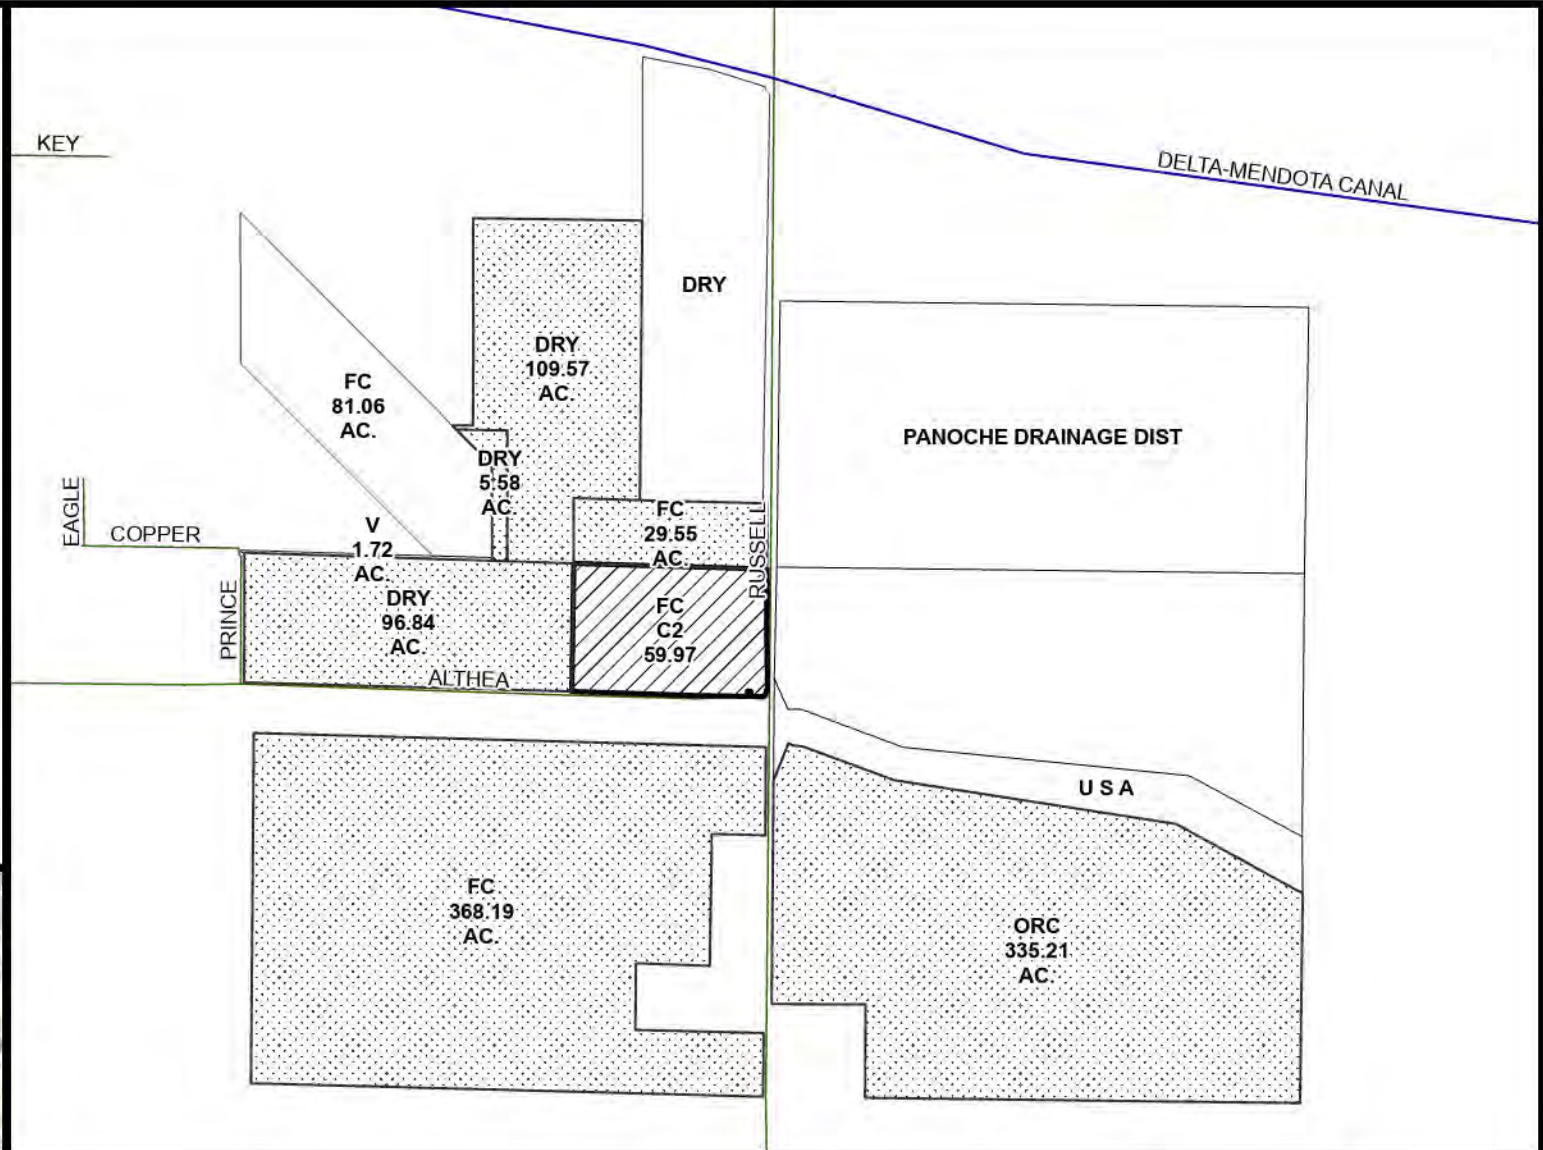 KEY
DELTA-MENDOTA CANAL
DRY
DRY
109.57
AC.
FC
81.06
AC.
PANOCHE DRAINAGE DIST
DRY
5.58
AC
EAGLE
COPPER
V
1.72
AC.
FC
29.55
AC.
RUSSELL
PRINCE
DRY
96.84
AC.
FC
C2
59.97
ALTHEA
U S A
FC
368.19
AC.
ORC
335.21
AC.